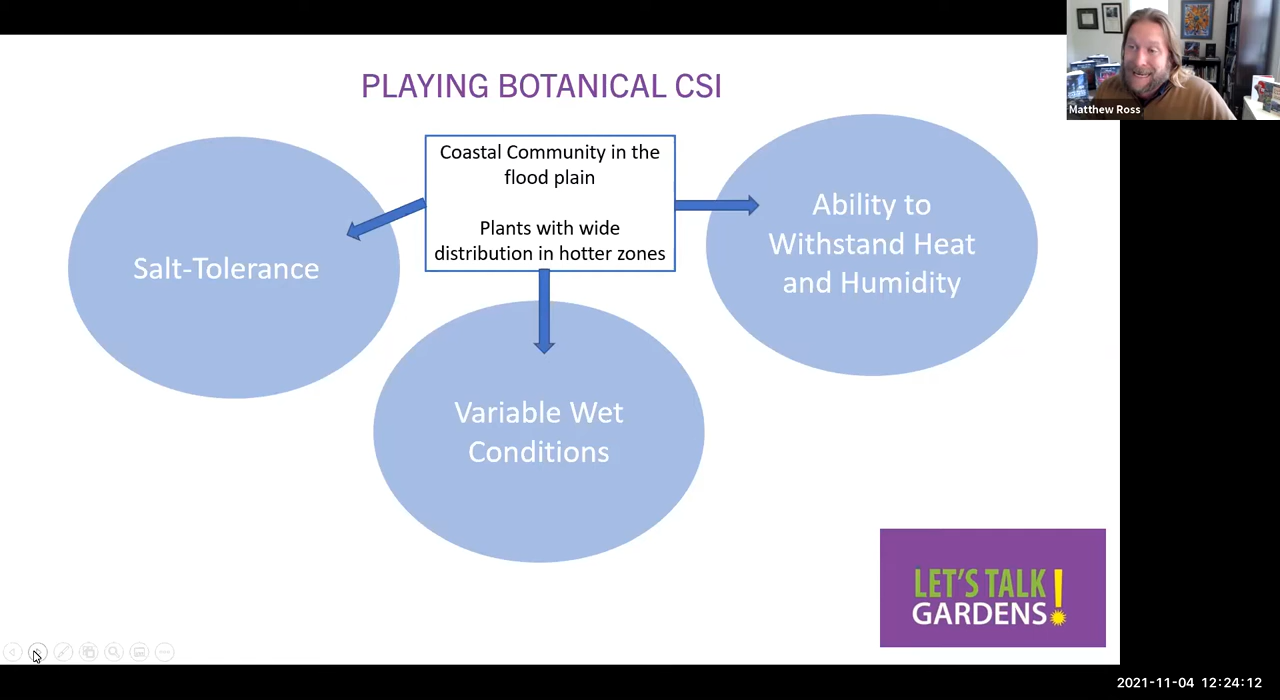 PLAYING BOTANICAL CSI
Matthew Ross
Coastal Community in the
flood plain
Plants with wide
distribution in hotter zones
Salt-Tolerance
Ability to
Withstand Heat
and Humidity
Variable Wet
Conditions
LET'S TALK
GARDENS!
2021-11-04 12:24:12